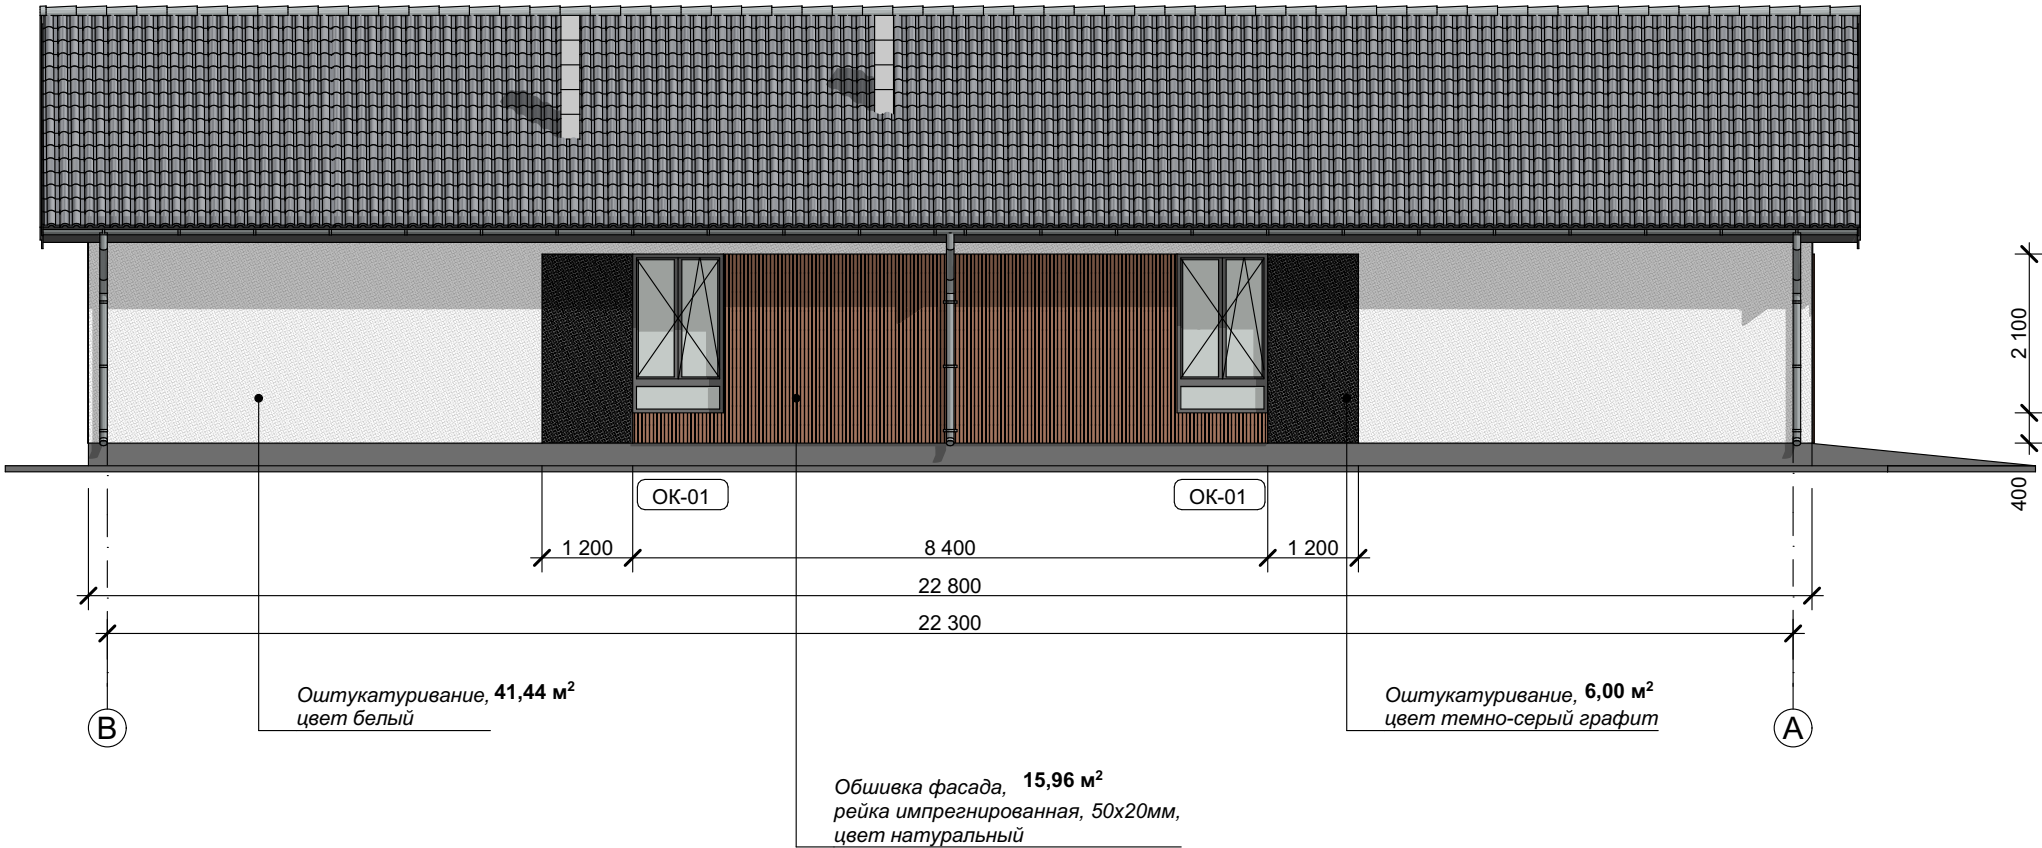 2 100
400
ОК-01
ОК-01
1 200
8 400
1 200
22 800
22 300
Оштукатуривание, 41,44 м²
цвет белый
Оштукатуривание, 6,00 м²
цвет темно-серый графит
В
А
Обшивка фасада, 15,96 м²
рейка импрегнированная, 50х20мм,
цвет натуральный